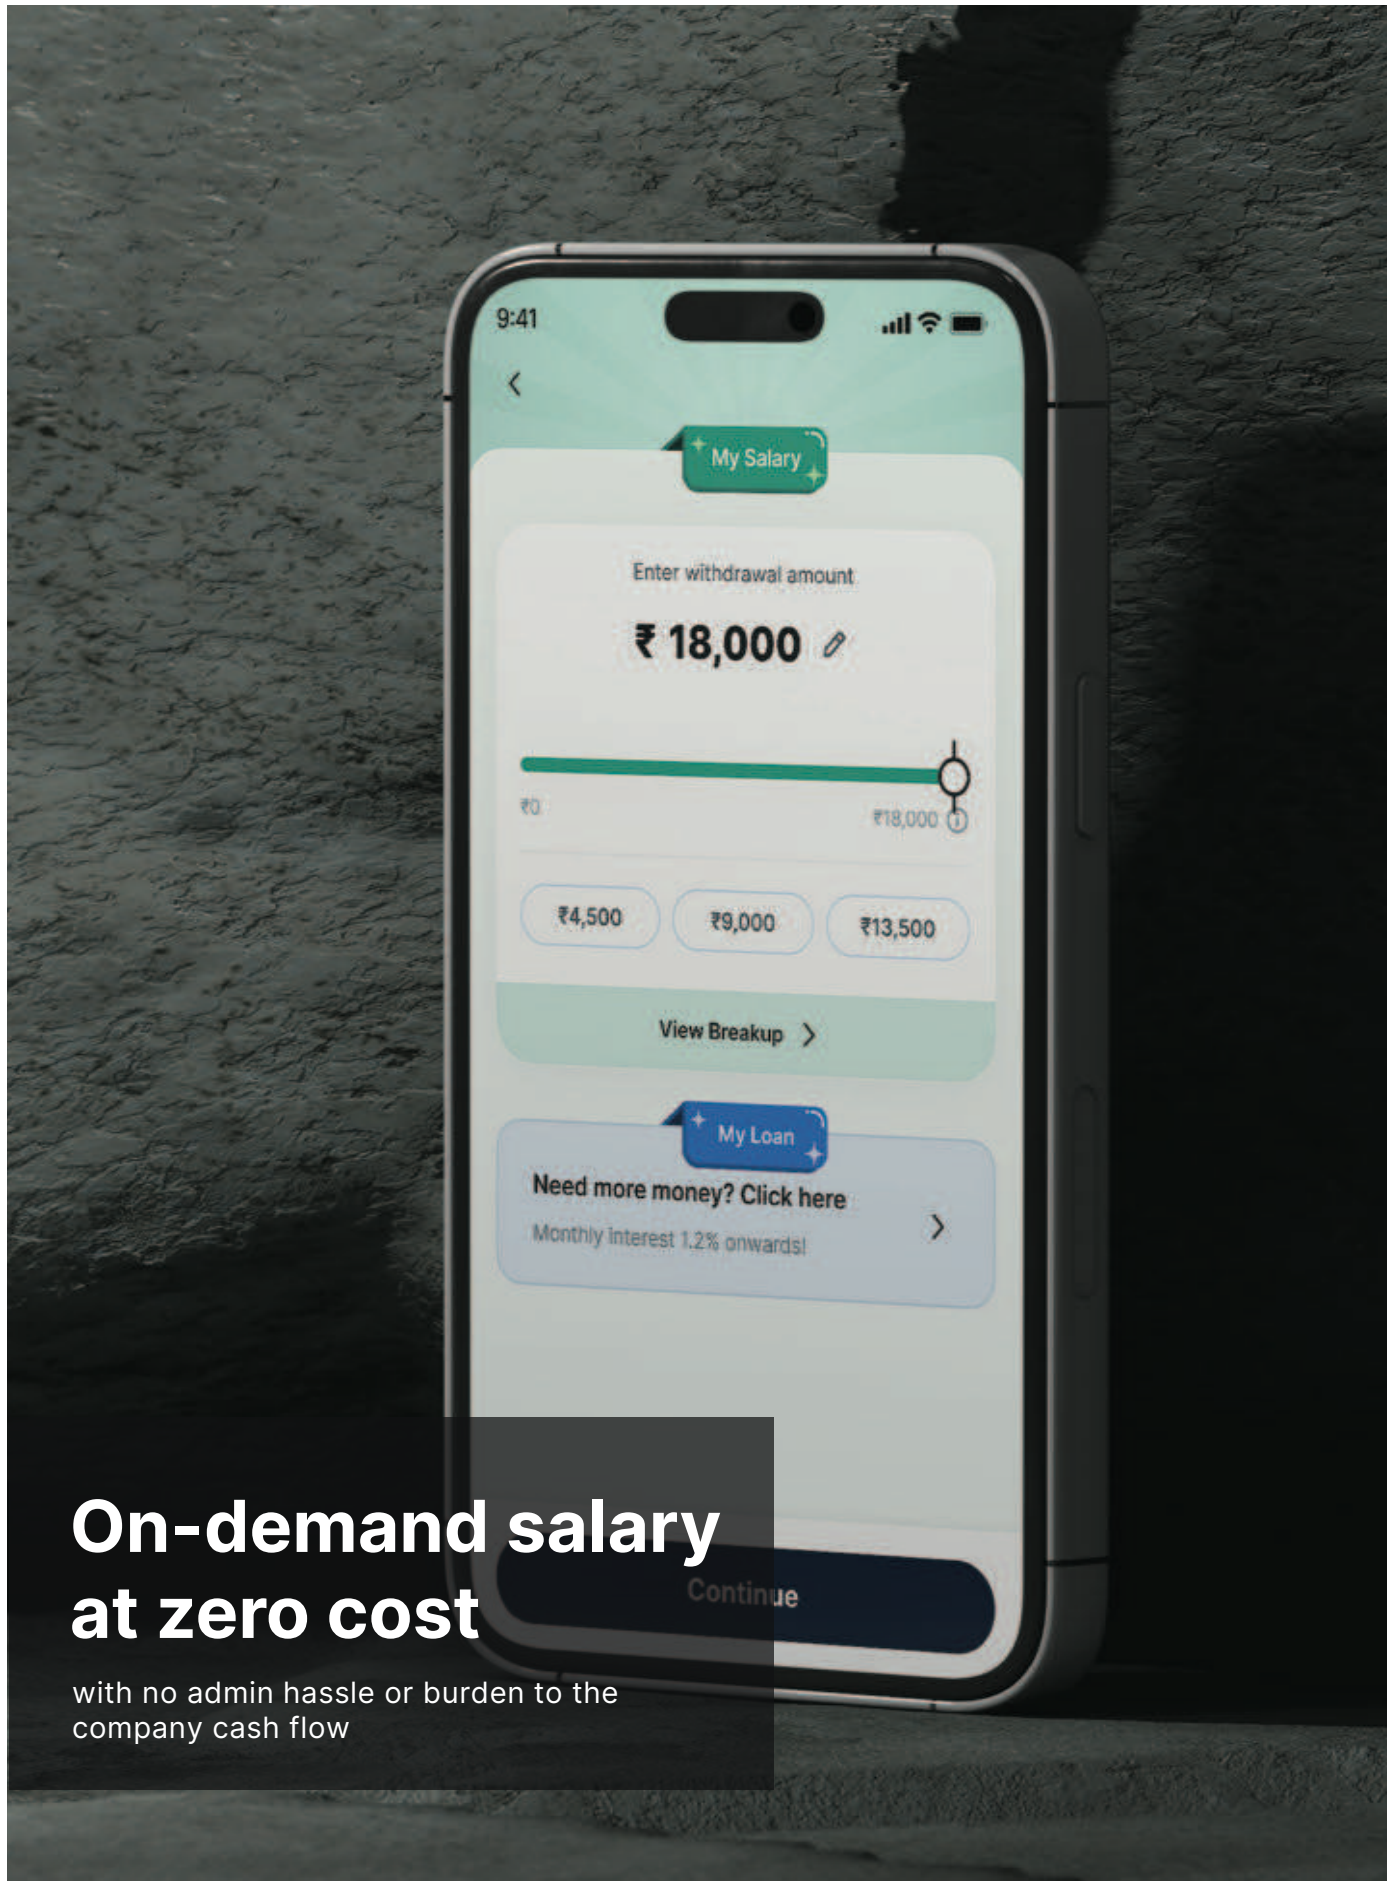 9:41
My Salary
Enter withdrawal amount
₹ 18,000
₹0
₹18,000
₹4,500 ₹9,000 ₹13,500
View Breakup
My Loan
Need more money? Click here
Monthly interest 1.2% onwards!
Continue
On-demand salary
at zero cost
with no admin hassle or burden to the
company cash flow